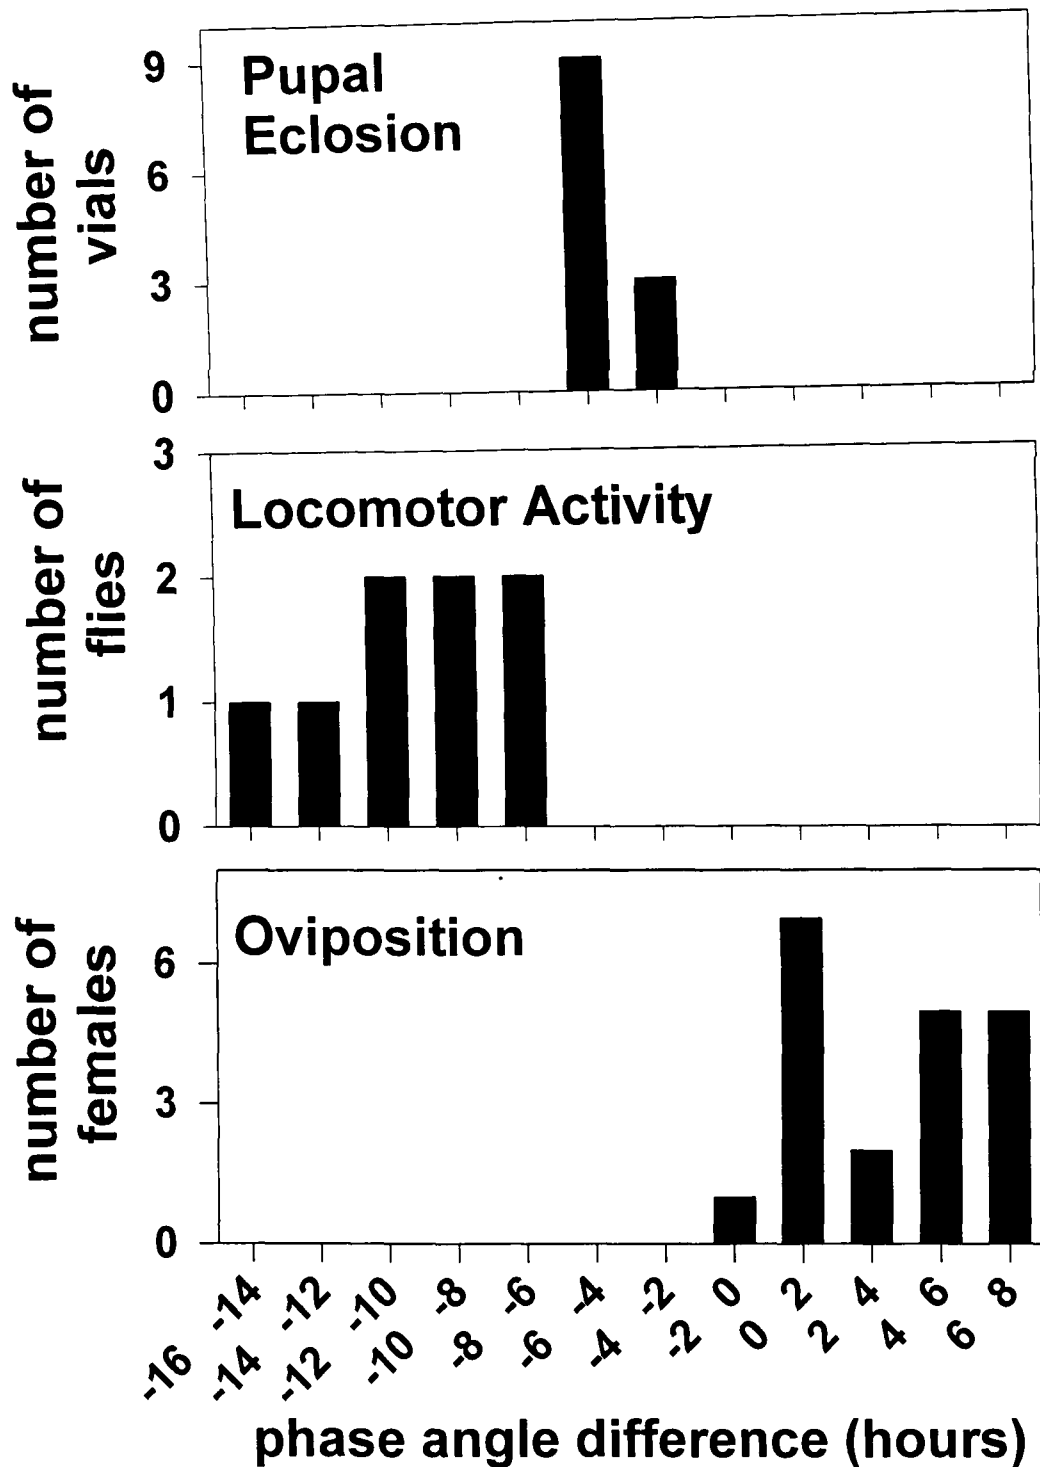 number of
vials
9
6
3
0
Pupal
Eclosion
number of
flies
3
2
1
0
Locomotor Activity
number of
females
6
3
0
Oviposition
-14 -12 -10 -8 -6 -4 -2 0 2 4 6 8
-16 -14 -12 -10 -8 -6 -4 -2 0 2 4 6
phase angle difference (hours)